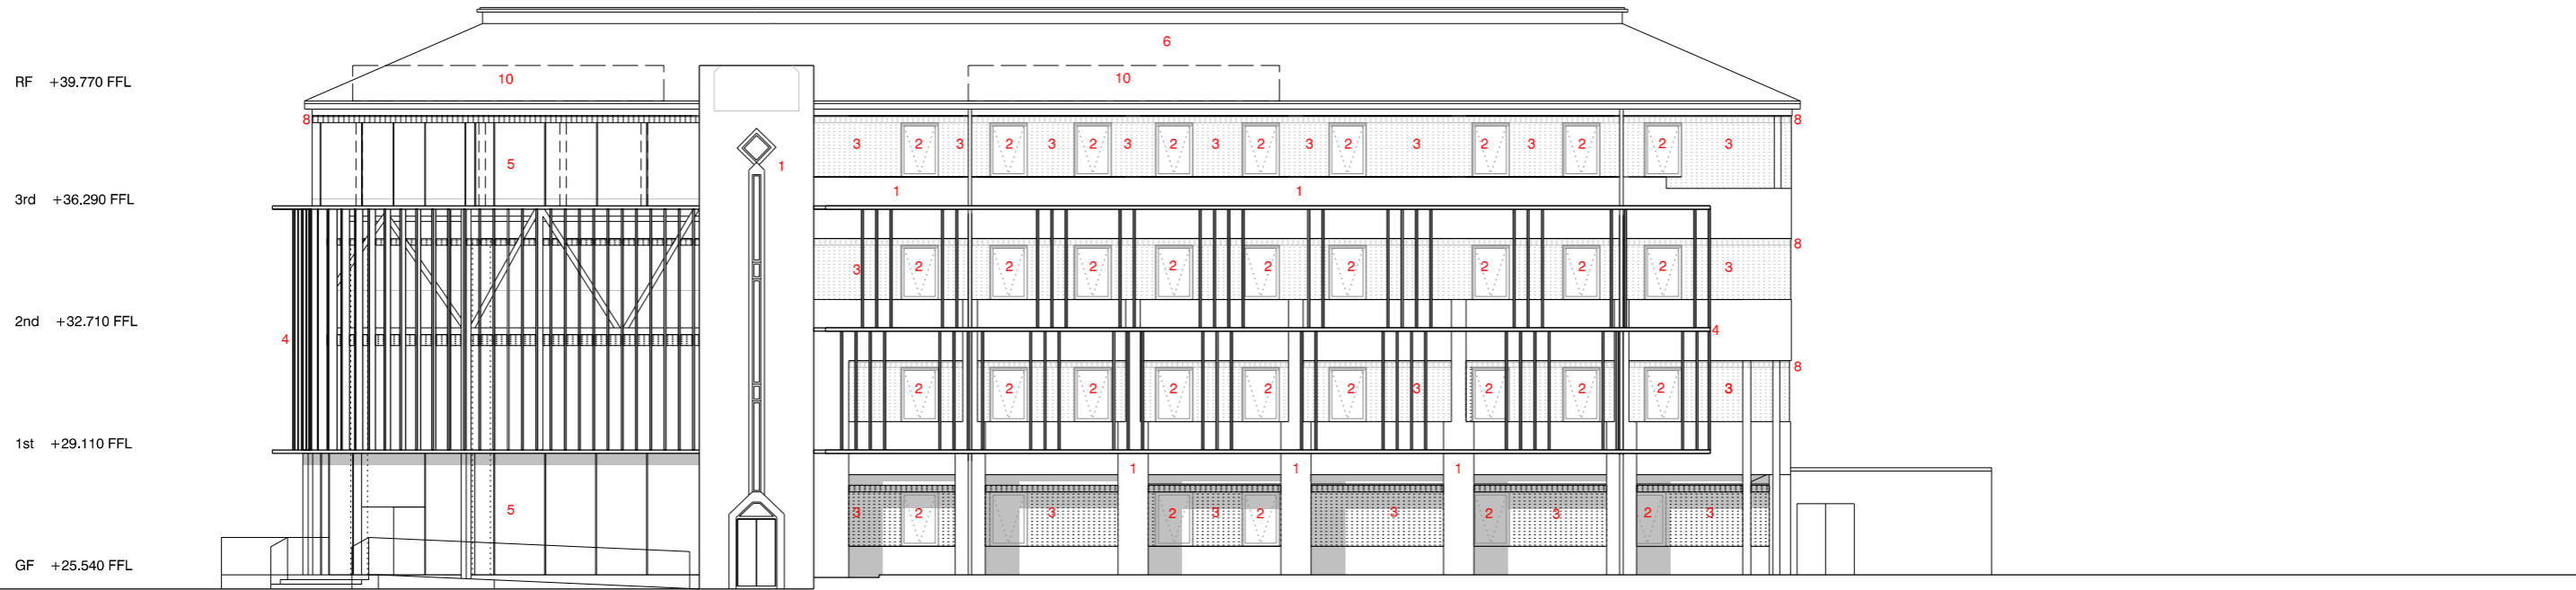 6
RF +39.770 FFL
10 10
8 8
3 2 3 2 3 2 3 2 3 2 3 2 3 2 3 2 2 3
5 1
1 1
3rd +36.290 FFL
8
3 2 2 2 2 2 2 2 2 2 3
2nd +32.710 FFL
4 4
8
2 2 2 2 2 2 3 2 2 2 3
1st +29.110 FFL
1 1 1
5 3 2 3 2 3 2 3 2 3 2 3
GF +25.540 FFL